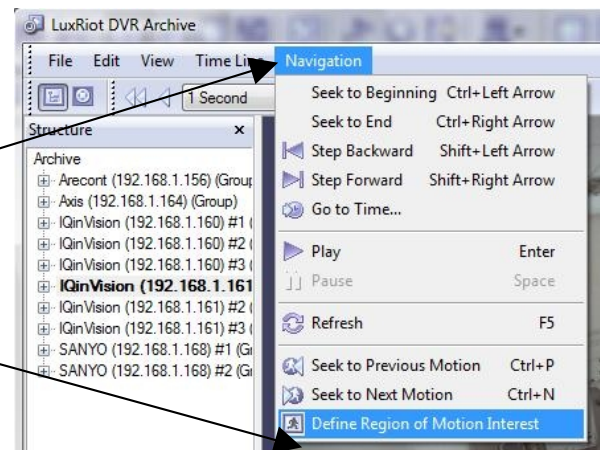 LuxRiot DVR Archive
File Edit View Time Line Navigation
1 Second
Structure x
Archive
Arecont (192.168.1.156) (Group
Axis (192.168.1.164) (Group)
IQinVision (192.168.1.160) #1 (
IQinVision (192.168.1.160) #2 (
IQinVision (192.168.1.160) #3 (
IQinVision (192.168.1.161
IQinVision (192.168.1.161) #2 (
IQinVision (192.168.1.161) #3 (
SANYO (192.168.1.168) #1 (Gr
SANYO (192.168.1.168) #2 (Gr
Seek to Beginning Ctrl+Left Arrow
Seek to End Ctrl+Right Arrow
Step Backward Shift+Left Arrow
Step Forward Shift+Right Arrow
Go to Time...
Play Enter
Pause Space
Refresh F5
Seek to Previous Motion Ctrl+P
Seek to Next Motion Ctrl+N
Define Region of Motion Interest